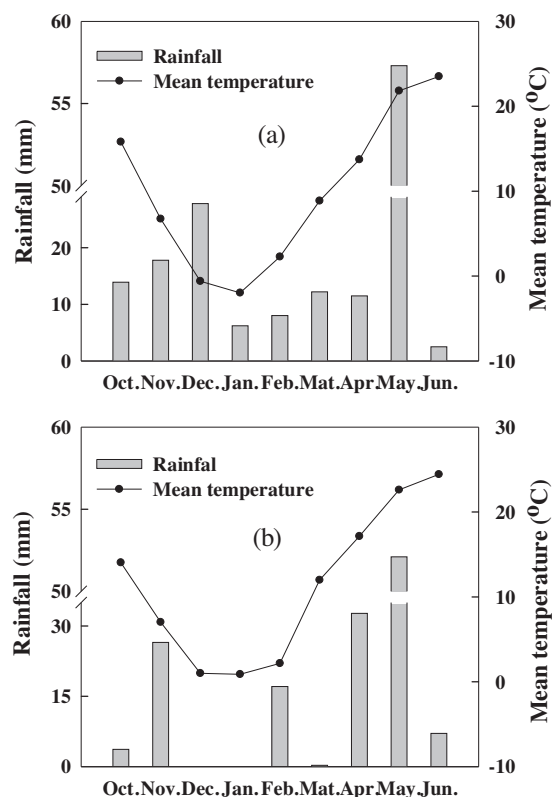 60
55
50
20
10
0
Rainfall (mm)
30
20
10
0
-10
Mean temperature (⁰C)
Rainfall
Mean temperature
(a)
Oct. Nov. Dec. Jan. Feb. Mat. Apr. May. Jun.
60
55
50
30
15
0
Rainfall (mm)
30
20
10
0
-10
Mean temperature (⁰C)
Rainfal
Mean temperature
(b)
Oct. Nov. Dec. Jan. Feb. Mat. Apr. May. Jun.